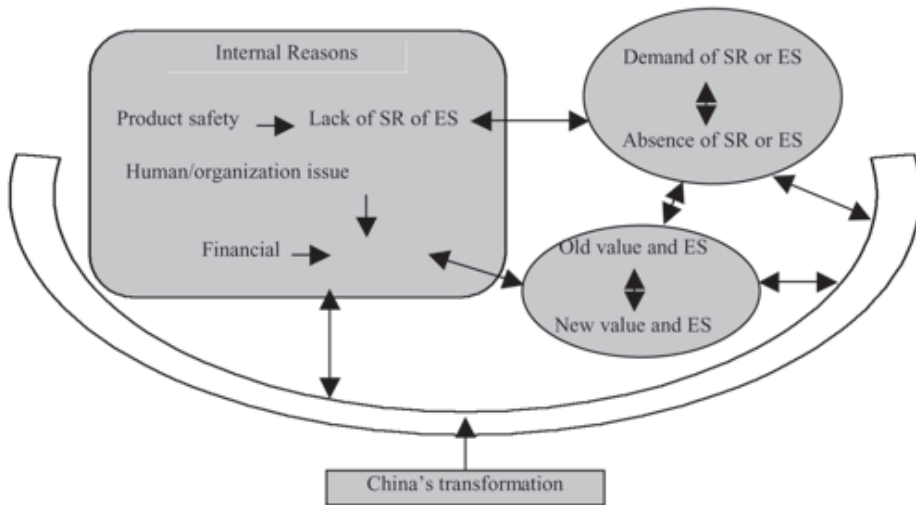 Internal Reasons
Product safety
Lack of SR of ES
Human/organization issue
Financial
Demand of SR or ES
Absence of SR or ES
Old value and ES
New value and ES
China's transformation